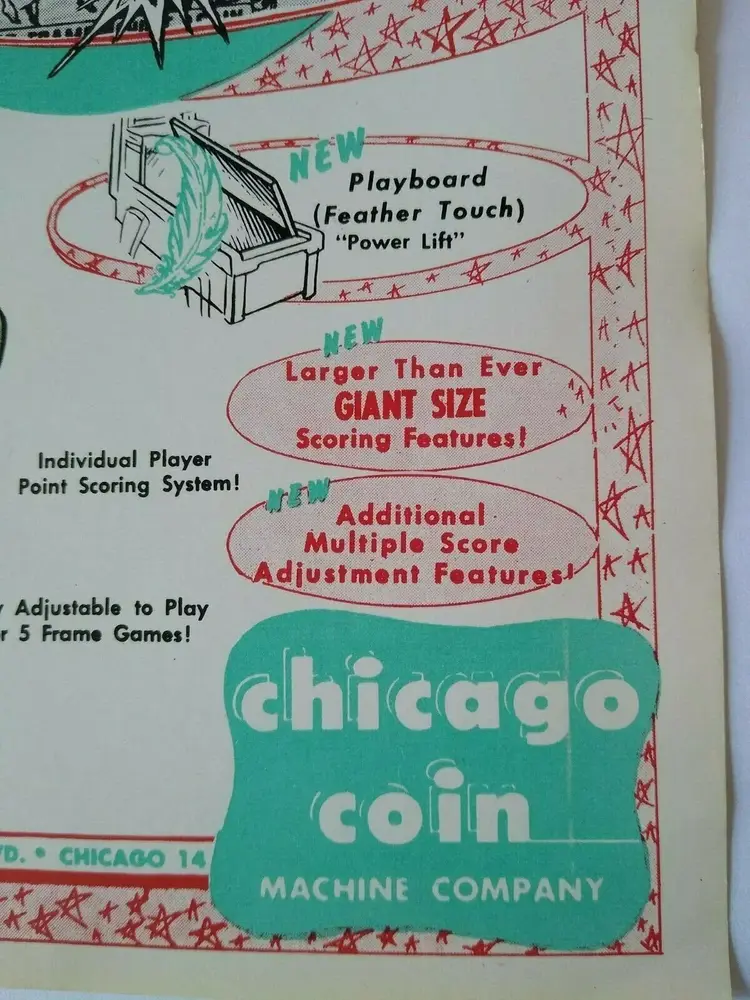 NEW
Playboard
(Feather Touch)
"Power Lift"
NEW
Larger Than Ever
GIANT SIZE
Scoring Features!
Individual Player
Point Scoring System!
NEW
Additional
Multiple Score
Adjustment Features!
Adjustable to Play
5 Frame Games!
chicago
coin
MACHINE COMPANY
• CHICAGO 14